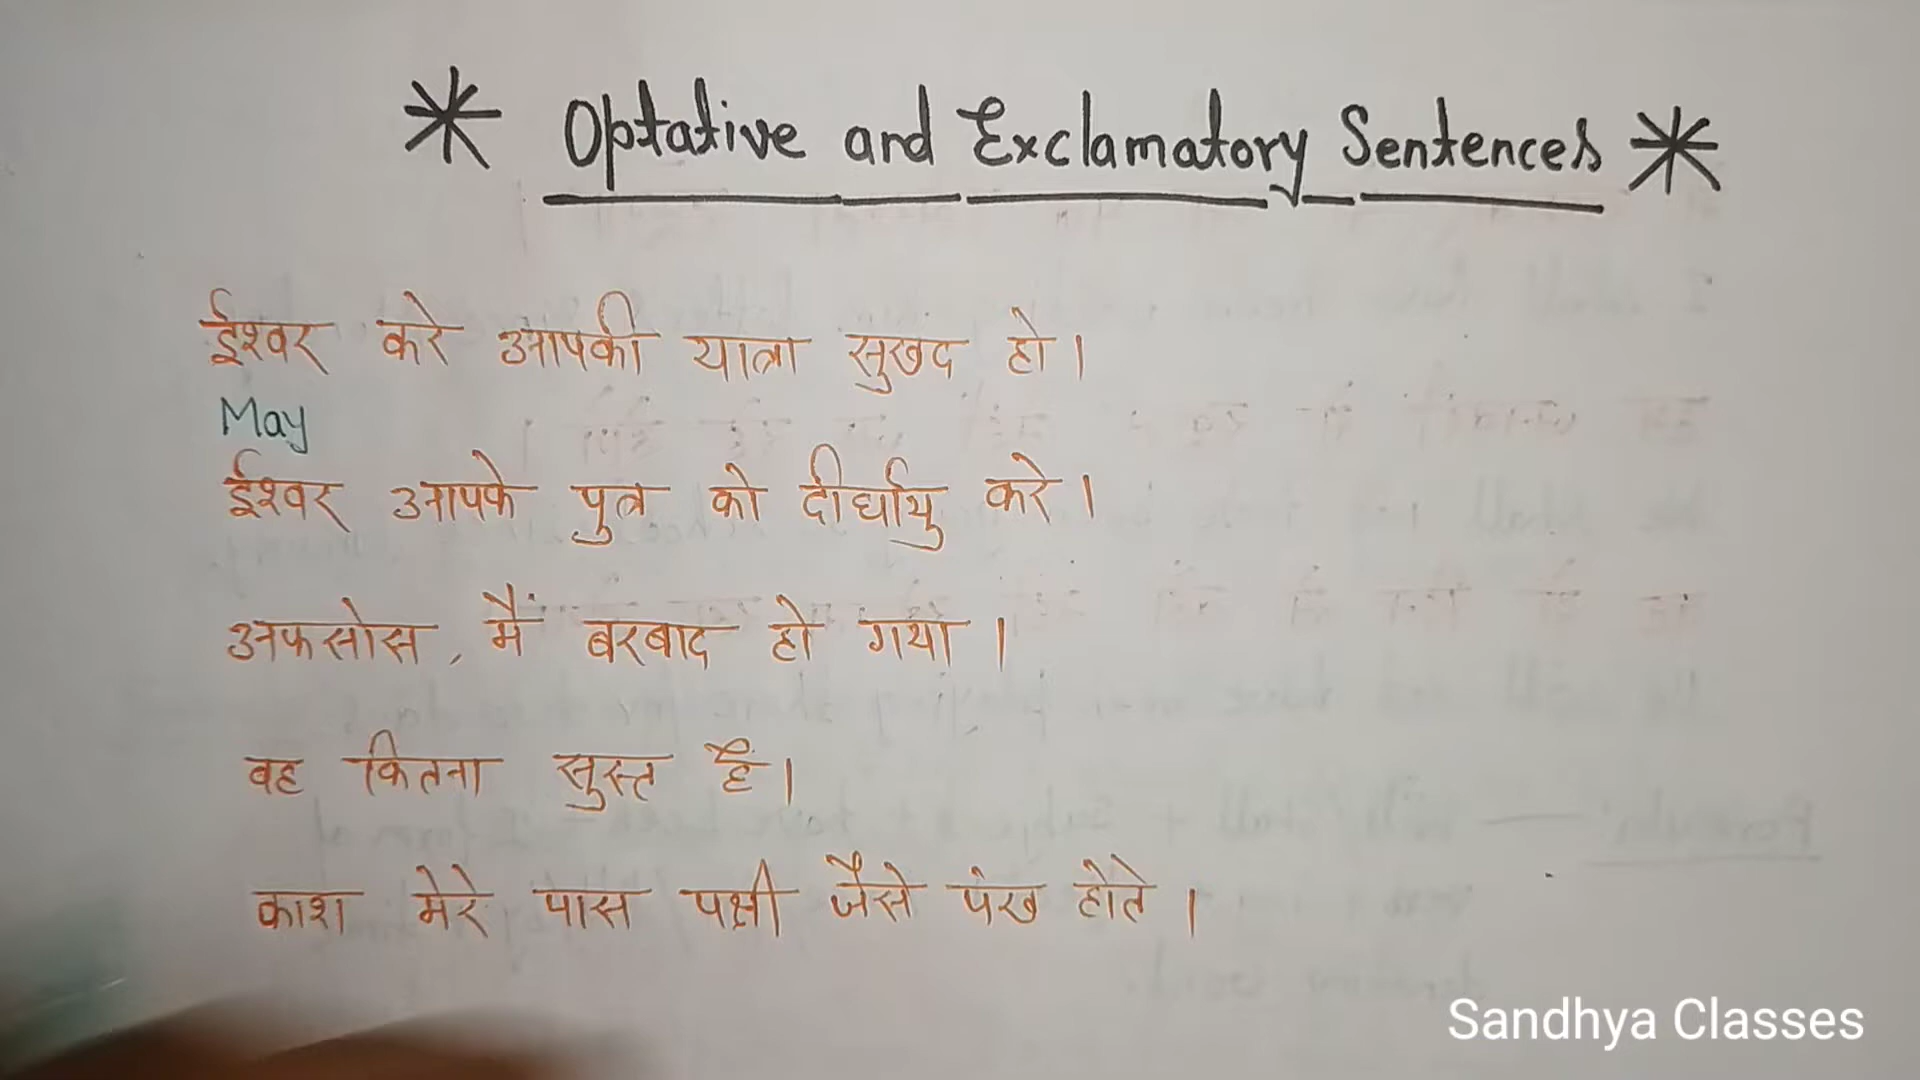 * Optative and Exclamatory Sentences *
ईश्वर करे आपकी यात्रा सुखद हो।
May
ईश्वर आपके पुत्र को दीर्घायु करे।
अफसोस, मैं बरबाद हो गया।
वह कितना सुस्त है।
काश मेरे पास पक्षी जैसे पंख होते।
Sandhya Classes